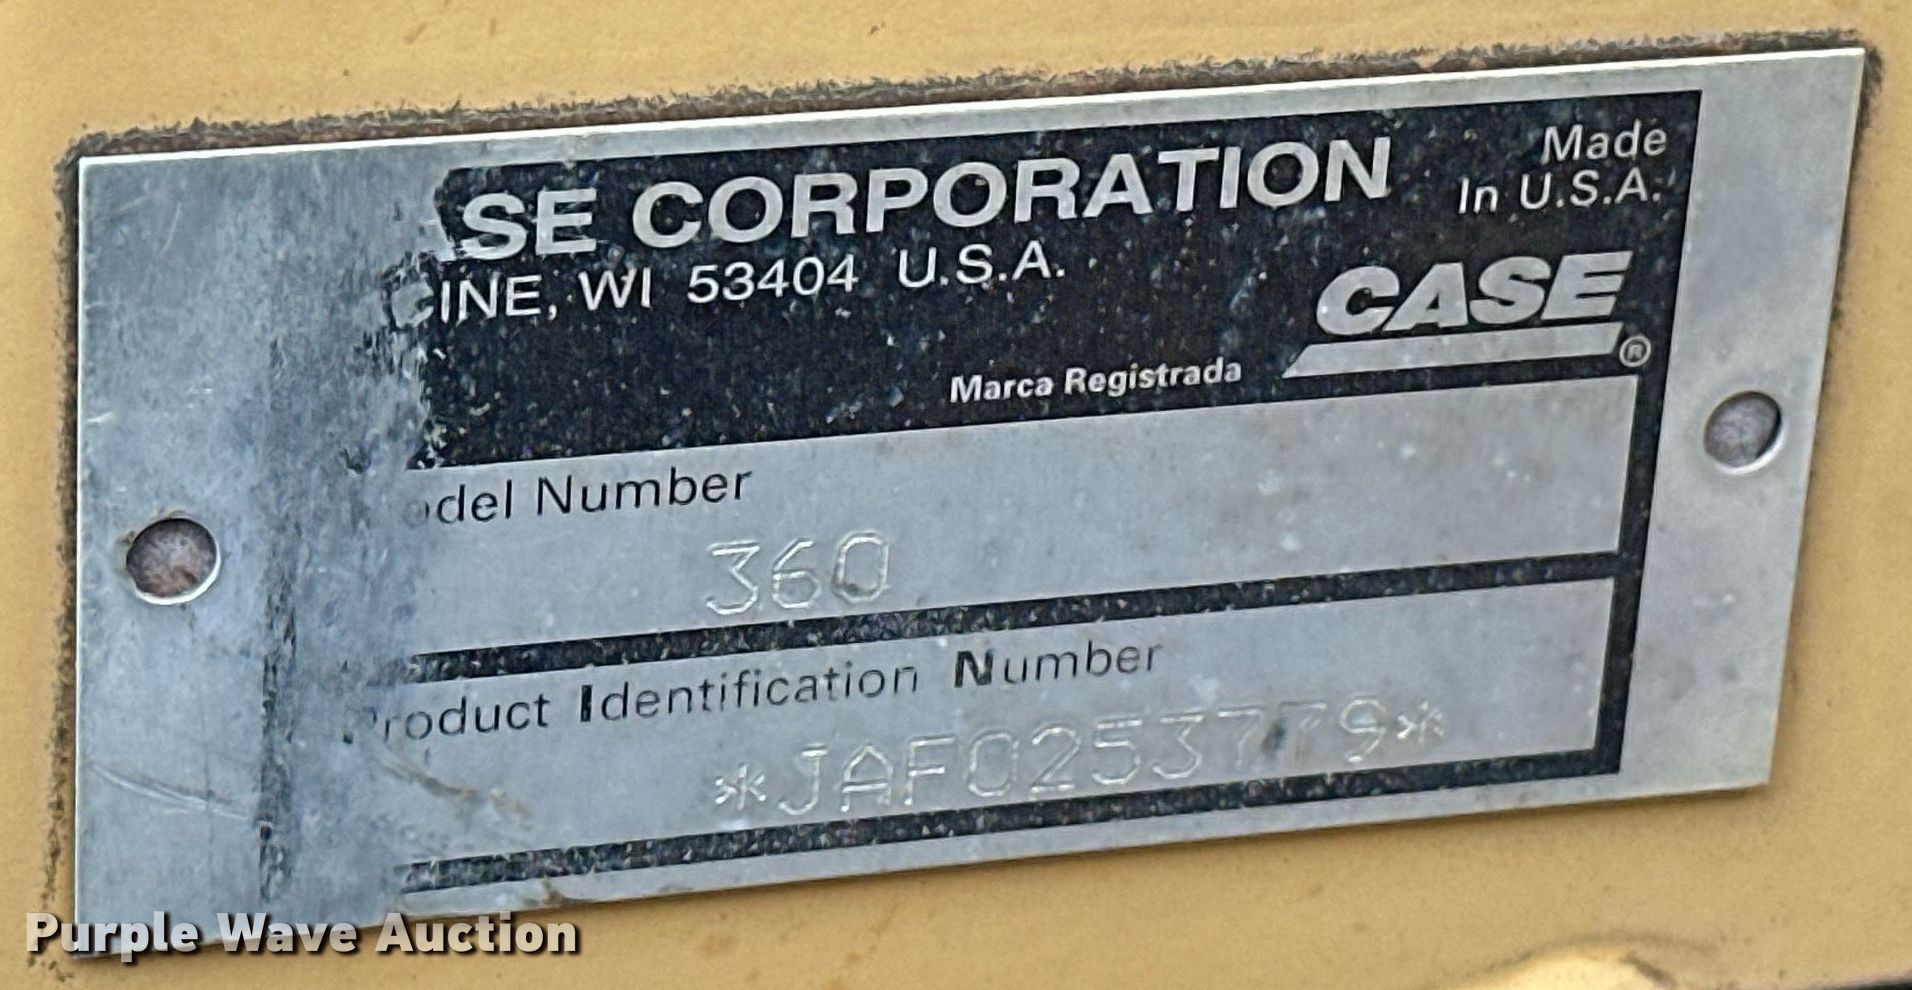 ASE CORPORATION
Made
In U.S.A.
CINE, WI 53404 U.S.A.
CASE®
Marca Registrada
odel Number
360
Product Identification Number
*JAF0253779*
Purple Wave Auction